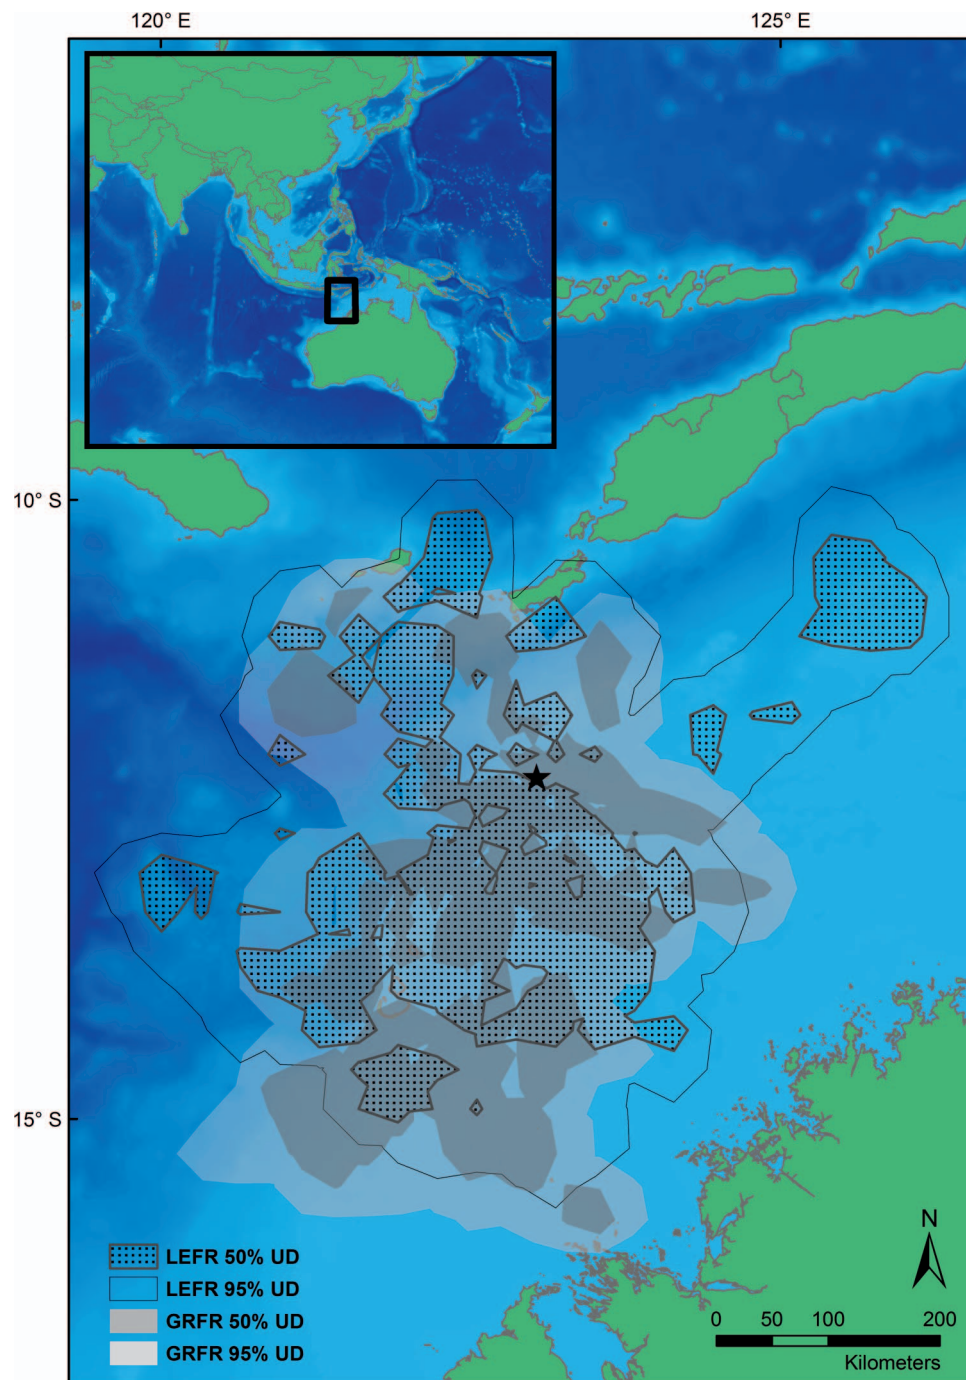 120° E
125° E
10° S
15° S
LEFR 50% UD
LEFR 95% UD
GRFR 50% UD
GRFR 95% UD
N
0 50 100 200
Kilometers